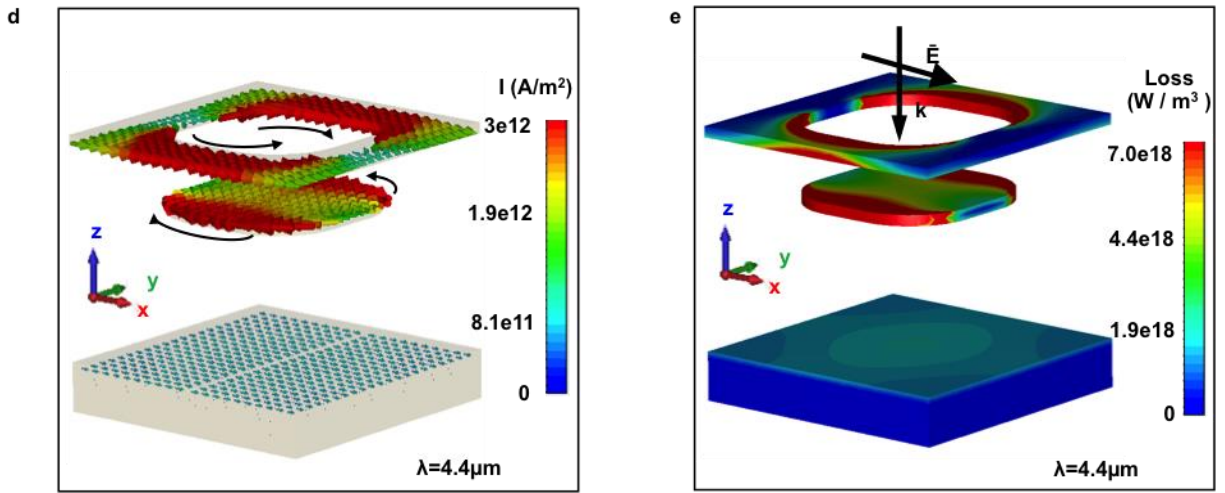 d
I (A/m²)
3e12
1.9e12
8.1e11
0
z
y
x
λ=4.4μm
e
Ē
k
Loss
(W / m³)
7.0e18
4.4e18
1.9e18
0
z
y
x
λ=4.4μm